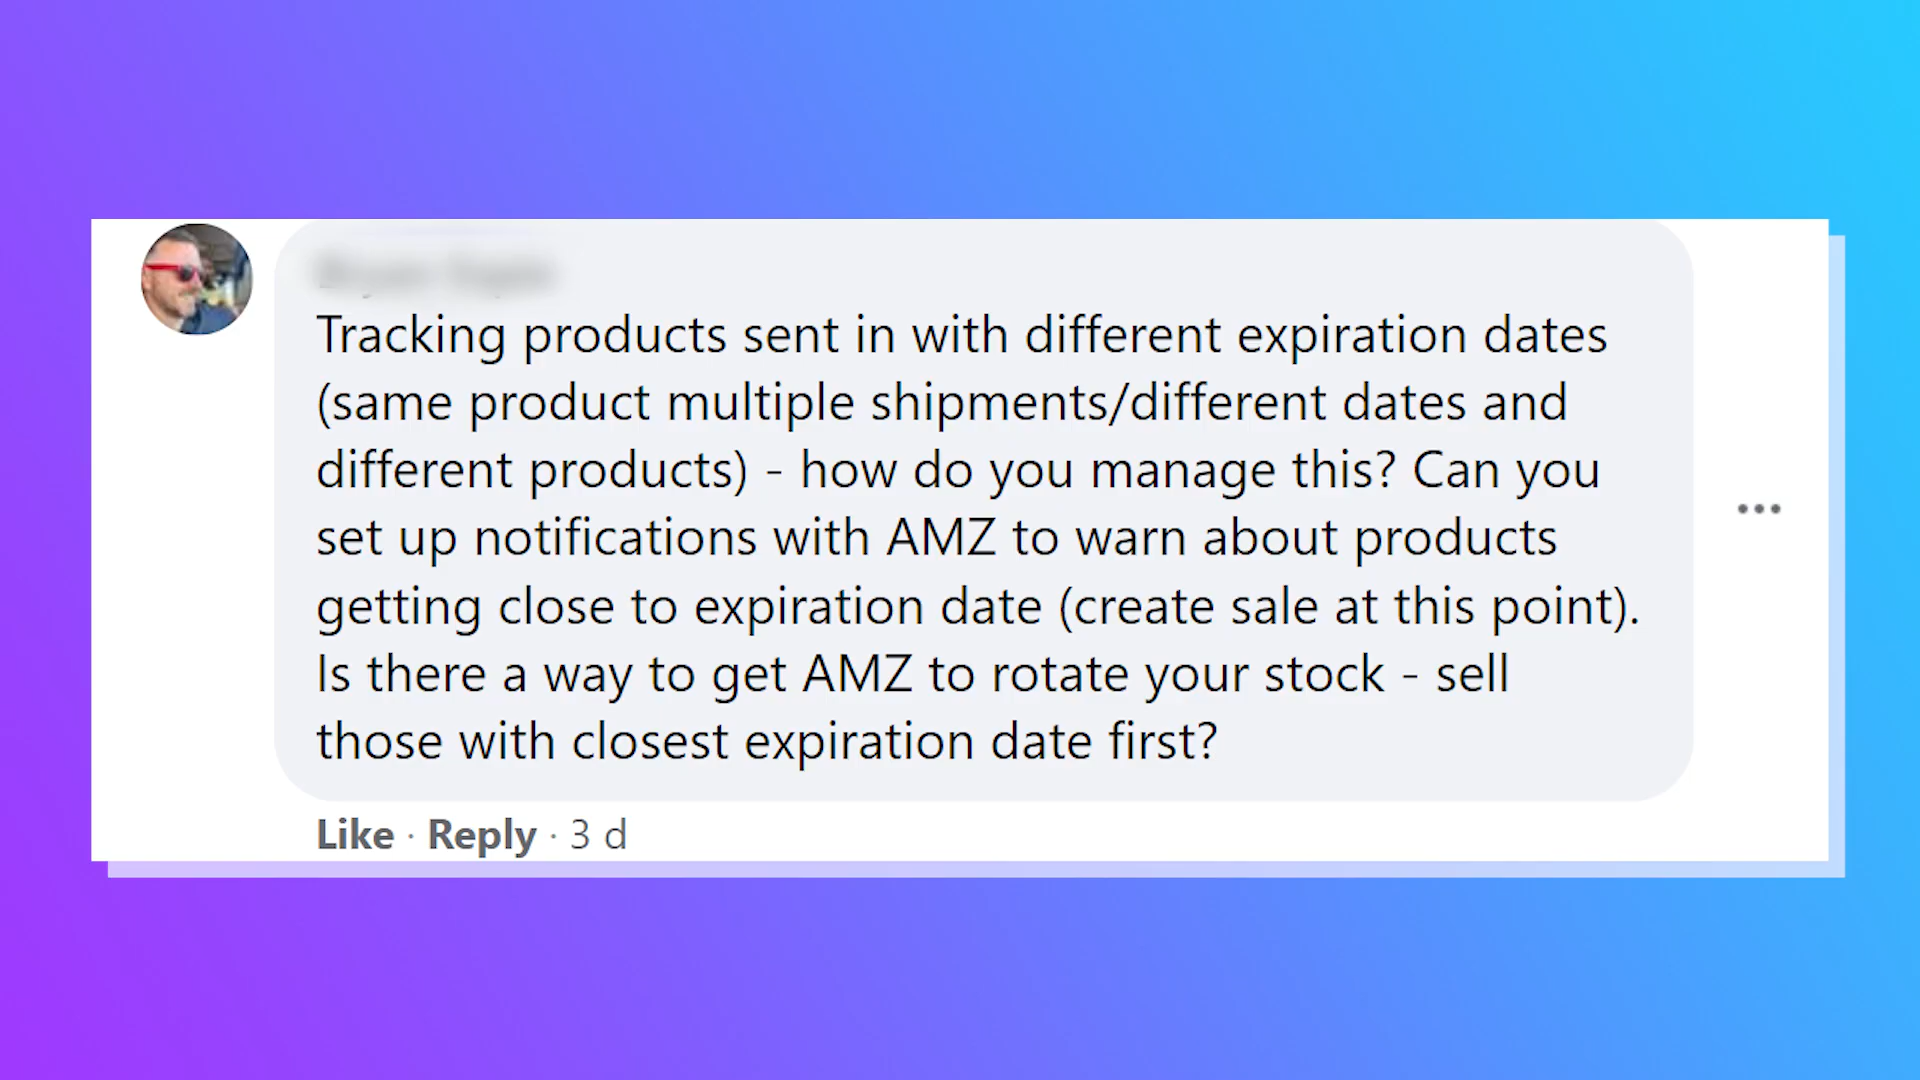 Tracking products sent in with different expiration dates
(same product multiple shipments/different dates and
different products) - how do you manage this? Can you
set up notifications with AMZ to warn about products
getting close to expiration date (create sale at this point).
Is there a way to get AMZ to rotate your stock - sell
those with closest expiration date first?
Like · Reply · 3 d